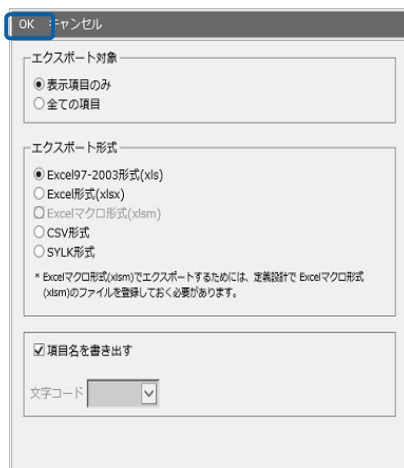 OK キャンセル
エクスポート対象
表示項目のみ
全ての項目
エクスポート形式
Excel97-2003形式(xls)
Excel形式(xlsx)
Excelマクロ形式(xlsm)
CSV形式
SYLK形式
* Excelマクロ形式(xlsm)でエクスポートするためには、定義設計で Excelマクロ形式
(xlsm)のファイルを登録しておく必要があります。
項目名を書き出す
文字コード